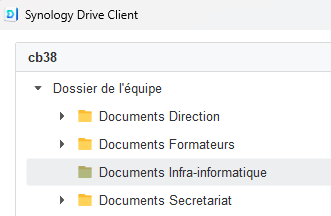 Synology Drive Client
cb38
Dossier de l'équipe
Documents Direction
Documents Formateurs
Documents Infra-informatique
Documents Secretariat